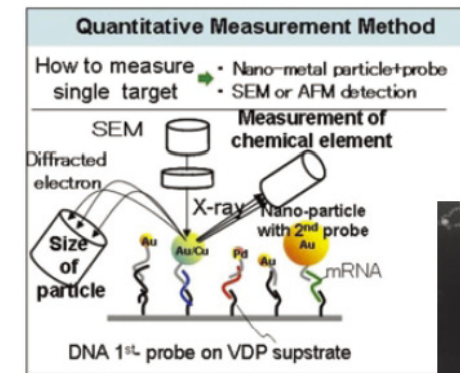 Quantitative Measurement Method
How to measure
single target
· Nano-metal particle+probe
· SEM or AFM detection
SEM
Measurement of
chemical element
Diffracted
electron
X-ray
Nano-particle
with 2nd probe
Size
of
particle
Au
Au/Cu
Pd
Au
Au
mRNA
DNA 1st- probe on VDP supstrate